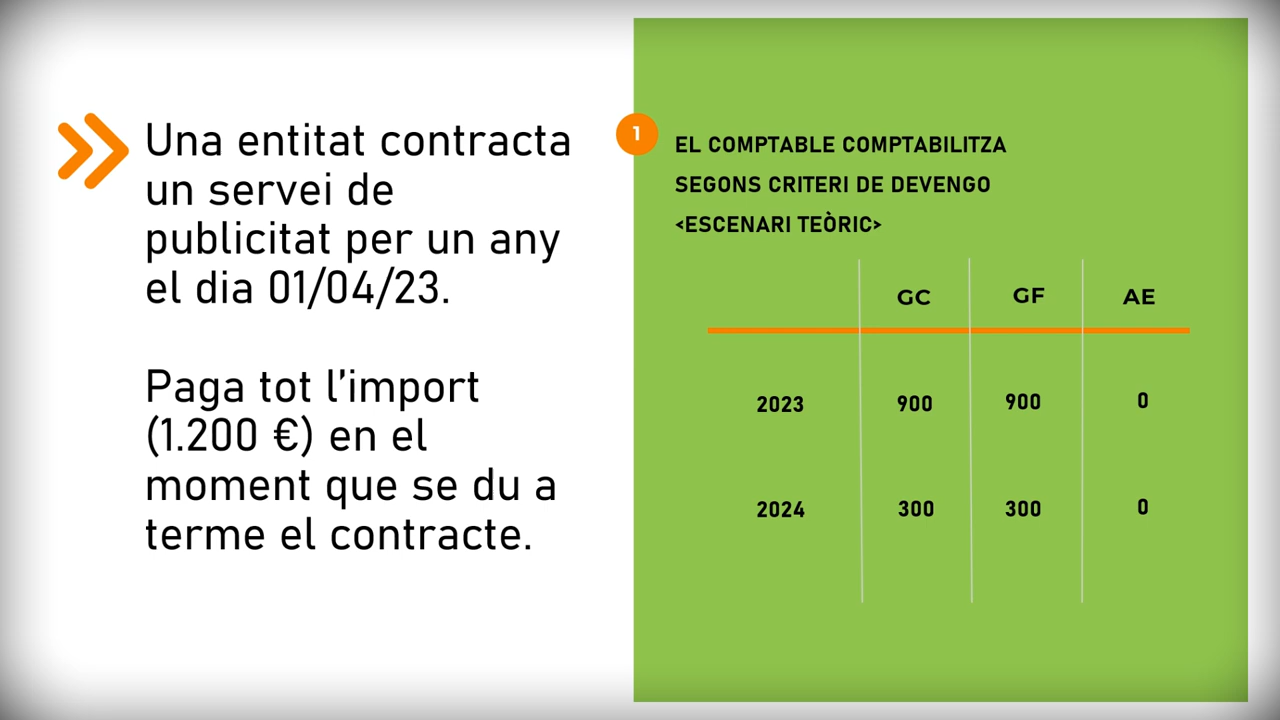 Una entitat contracta
un servei de
publicitat per un any
el dia 01/04/23.
Paga tot l'import
(1.200 €) en el
moment que se du a
terme el contracte.
1
EL COMPTABLE COMPTABILITZA
SEGONS CRITERI DE DEVENGO
<ESCENARI TEÒRIC>
GC GF AE
2023 900 900 0
2024 300 300 0